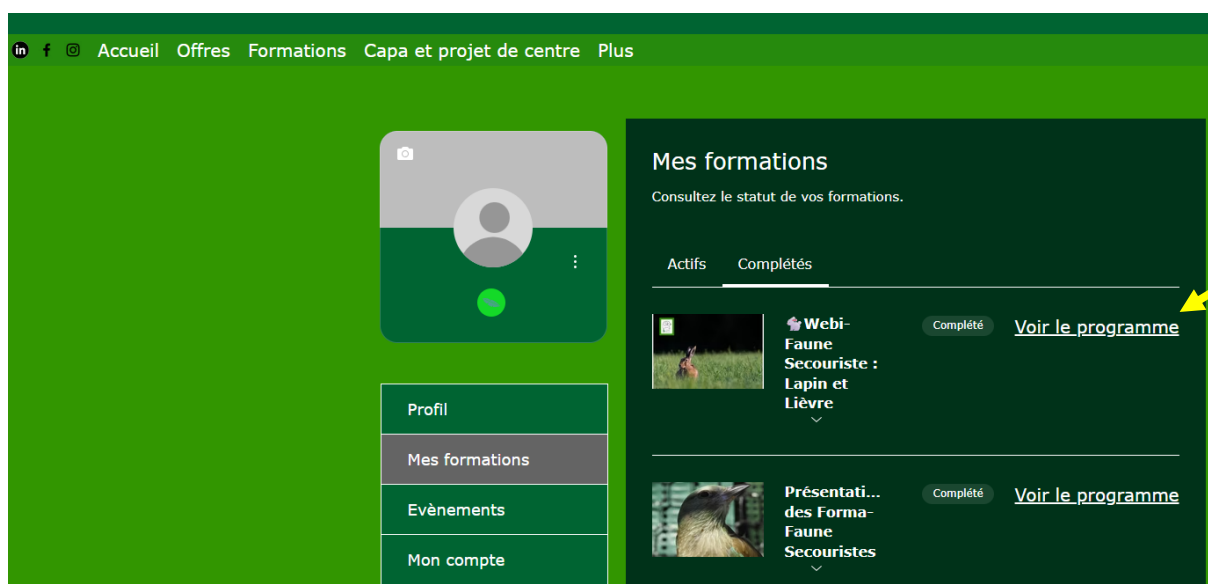 Accueil Offres Formations Capa et projet de centre Plus
Mes formations
Consultez le statut de vos formations.
Actifs Complétés
Webi-
Faune
Secouriste :
Lapin et
Lièvre
Complété
Voir le programme
Présentati...
des Forma-
Faune
Secouristes
Complété
Voir le programme
Profil
Mes formations
Evènements
Mon compte